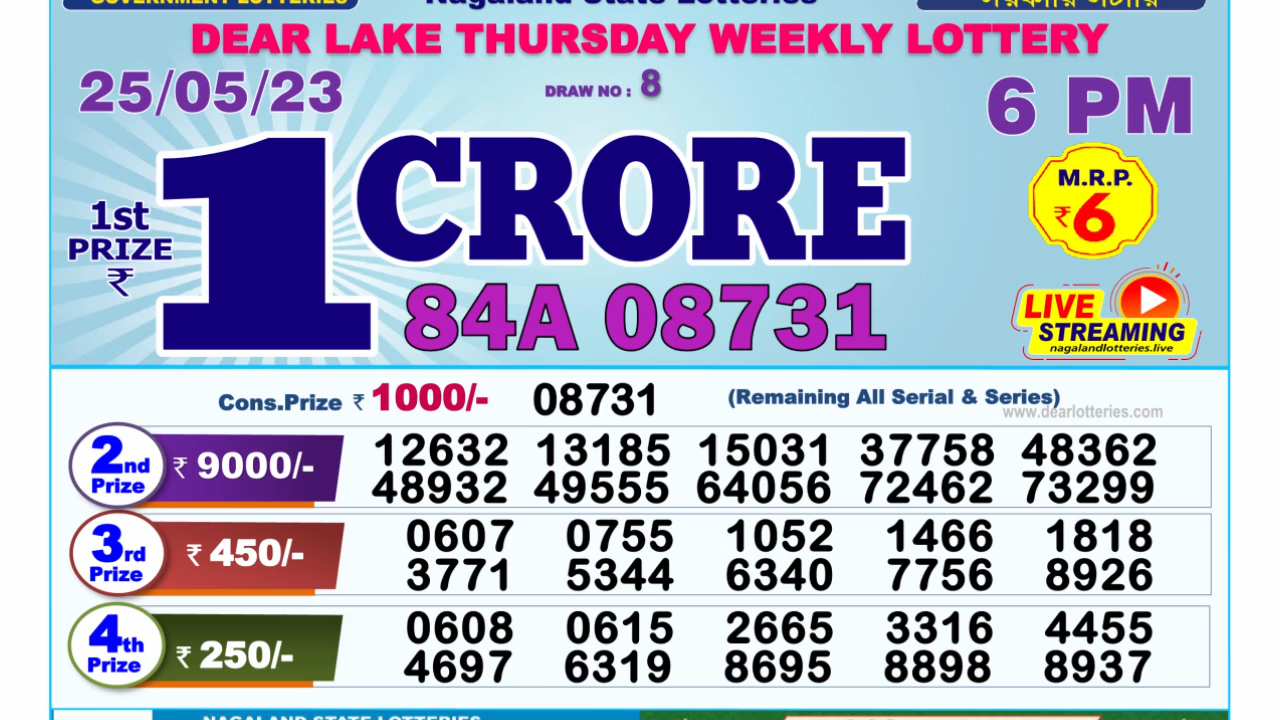 GOVERNMENT LOTTERIES
Nagaland State Lotteries
DEAR LAKE THURSDAY WEEKLY LOTTERY
25/05/23
DRAW NO : 8
6 PM
1st PRIZE ₹
1 CRORE
84A 08731
M.R.P.
₹6
LIVE
STREAMING
nagalandlotteries.live
Cons.Prize ₹ 1000/- 08731 (Remaining All Serial & Series)
www.dearlotteries.com
2nd Prize ₹ 9000/-
12632 13185 15031 37758 48362
48932 49555 64056 72462 73299
3rd Prize ₹ 450/-
0607 0755 1052 1466 1818
3771 5344 6340 7756 8926
4th Prize ₹ 250/-
0608 0615 2665 3316 4455
4697 6319 8695 8898 8937
NAGALAND STATE LOTTERIES